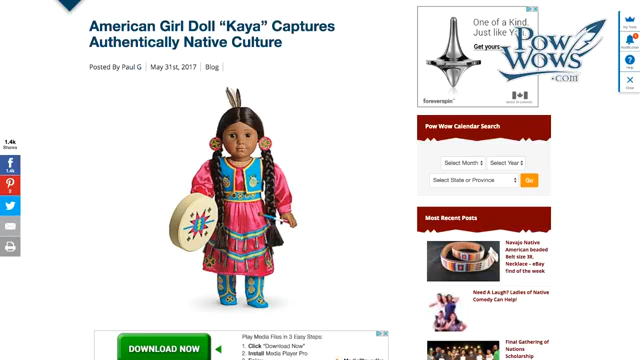 American Girl Doll “Kaya” Captures
Authentically Native Culture
Posted By Paul G
May 31st, 2017
Blog
1.4k
Shares
1.4k
One of a Kind.
Just like You.
Get yours
foreverspin
Pow
Wows
.com
Help
Close
Pow Wow Calendar Search
Select Month
Select Year
Select State or Province
Go
Most Recent Posts
Navajo Native
American beaded
Belt size 38,
Necklace – eBay
find of the week
Need A Laugh? Ladies of Native
Comedy Can Help!
Final Gathering of
Nations
Scholarship
DOWNLOAD NOW
Play Media Files in 3 Easy Steps:
1. Click "Download Now"
2. Install Media Player Pro